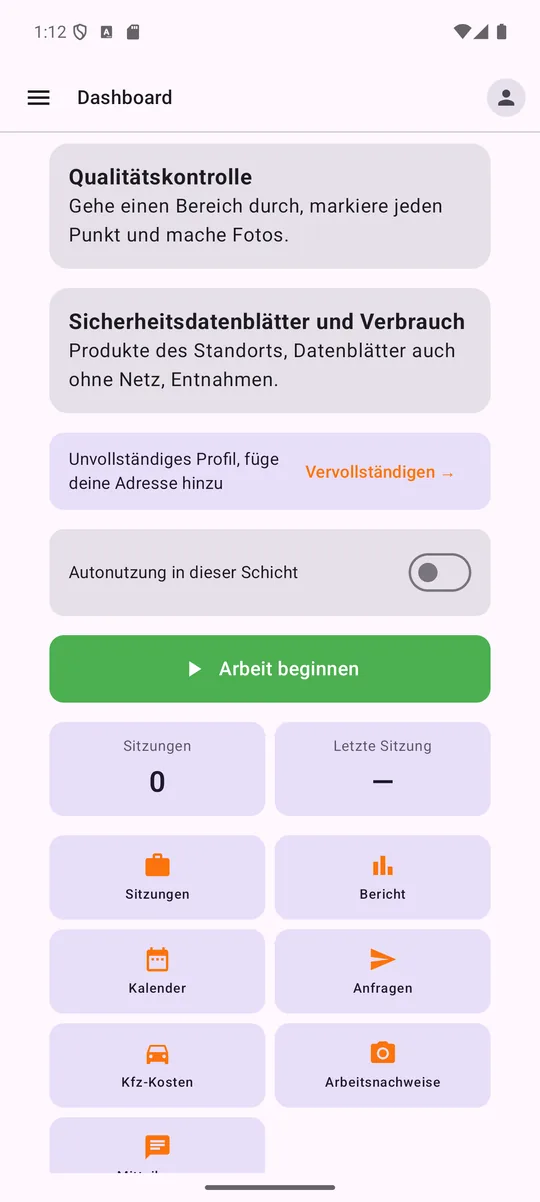 1:12
Dashboard
Qualitätskontrolle
Gehe einen Bereich durch, markiere jeden
Punkt und mache Fotos.
Sicherheitsdatenblätter und Verbrauch
Produkte des Standorts, Datenblätter auch
ohne Netz, Entnahmen.
Unvollständiges Profil, füge
deine Adresse hinzu
Vervollständigen →
Autonutzung in dieser Schicht
Arbeit beginnen
Sitzungen
0
Letzte Sitzung
—
Sitzungen
Bericht
Kalender
Anfragen
Kfz-Kosten
Arbeitsnachweise